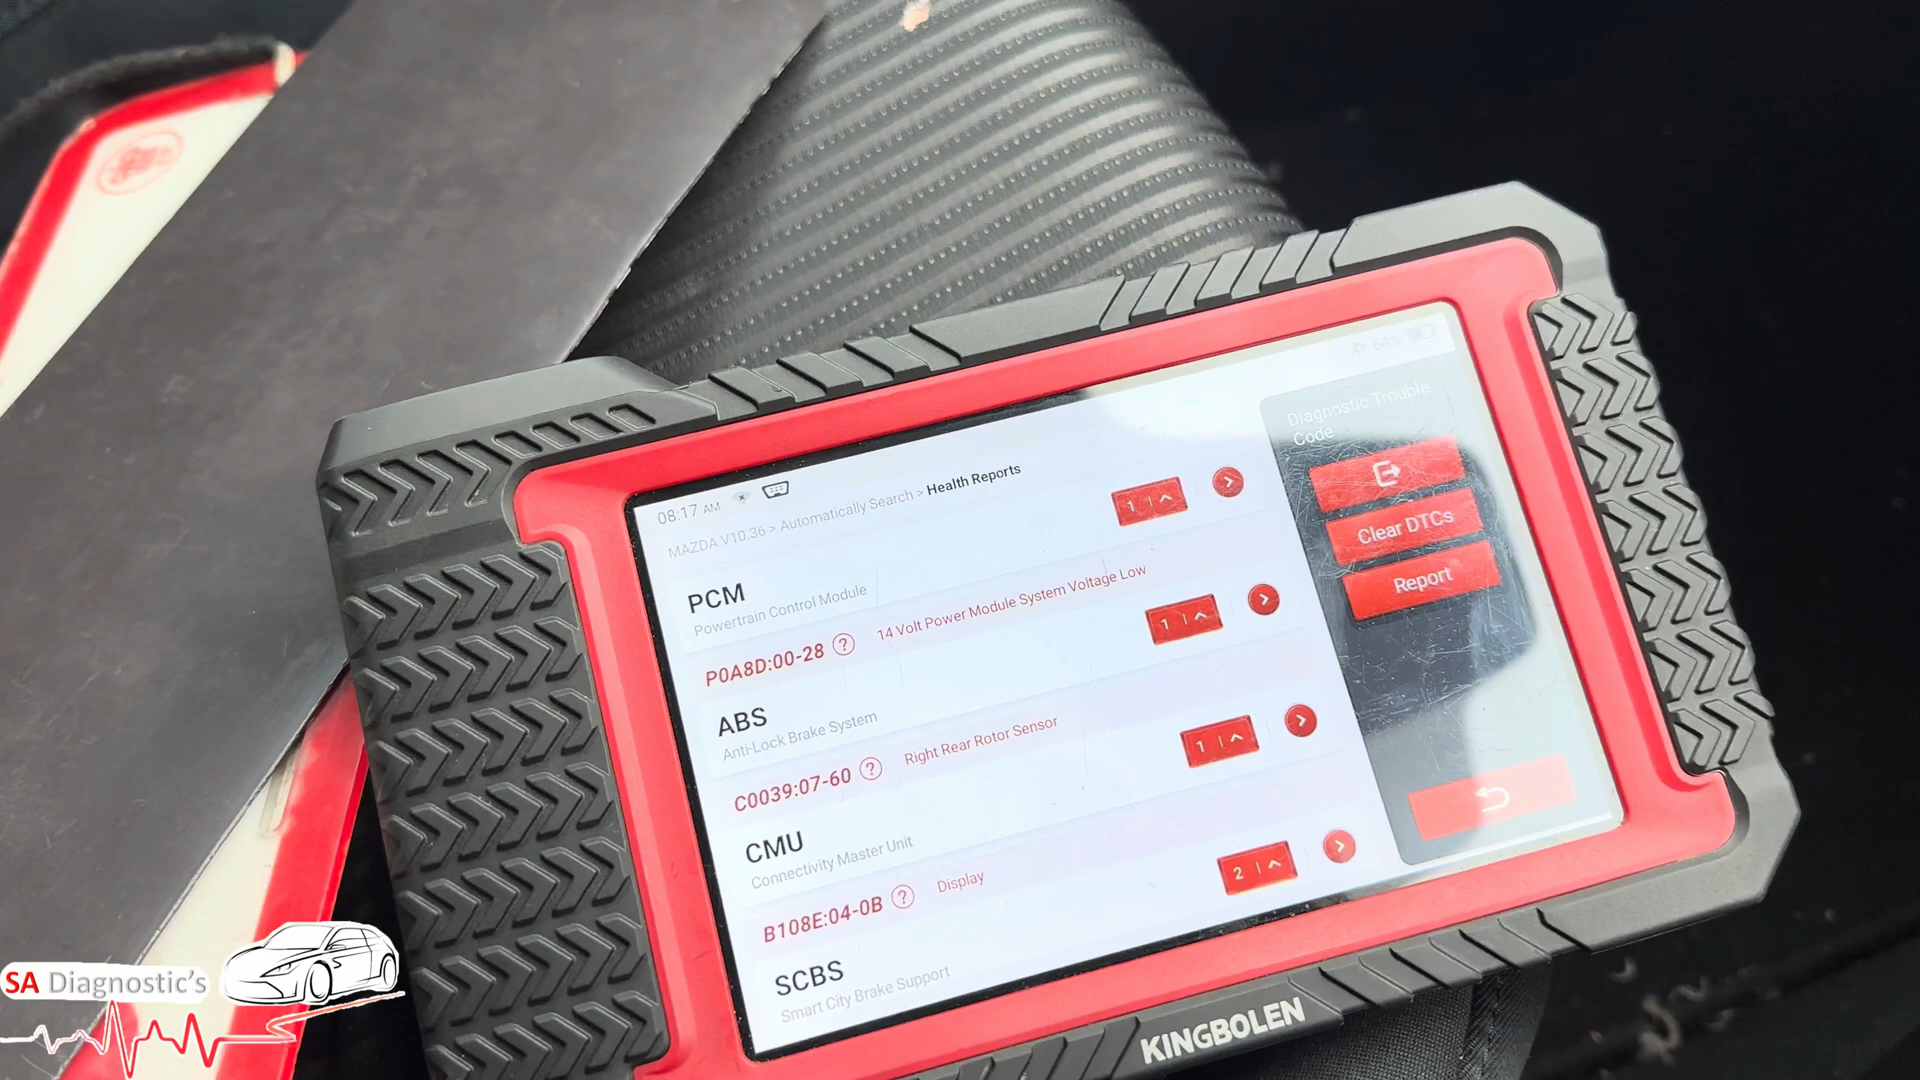 08:17 AM
64%
MAZDA V10.36 > Automatically Search > Health Reports
Diagnostic Trouble
Code
Clear DTCs
Report
PCM
1
Powertrain Control Module
P0A8D:00-28 ? 14 Volt Power Module System Voltage Low
ABS
1
Anti-Lock Brake System
C0039:07-60 ? Right Rear Rotor Sensor
CMU
1
Connectivity Master Unit
B108E:04-0B ? Display
SCBS
2
Smart City Brake Support
KINGBOLEN
SA Diagnostic's